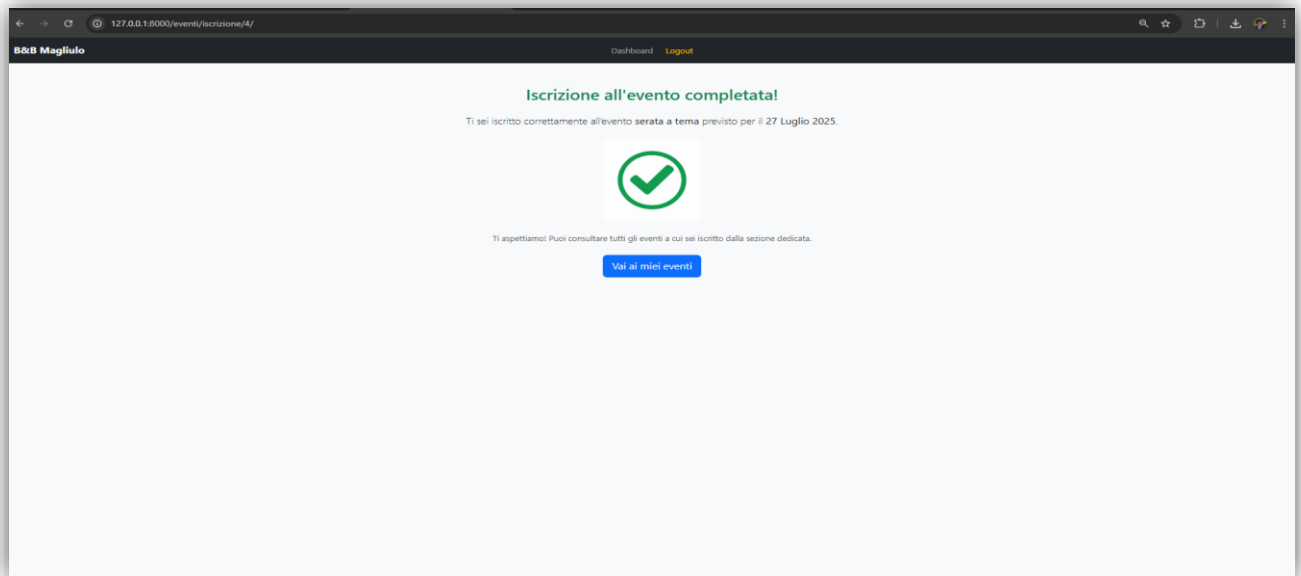 127.0.0.1:8000/eventi/iscrizione/4/
B&B Magliulo Dashboard Logout
Iscrizione all'evento completata!
Ti sei iscritto correttamente all'evento serata a tema previsto per il 27 Luglio 2025.
Ti aspettiamo! Puoi consultare tutti gli eventi a cui sei iscritto dalla sezione dedicata.
Vai ai miei eventi